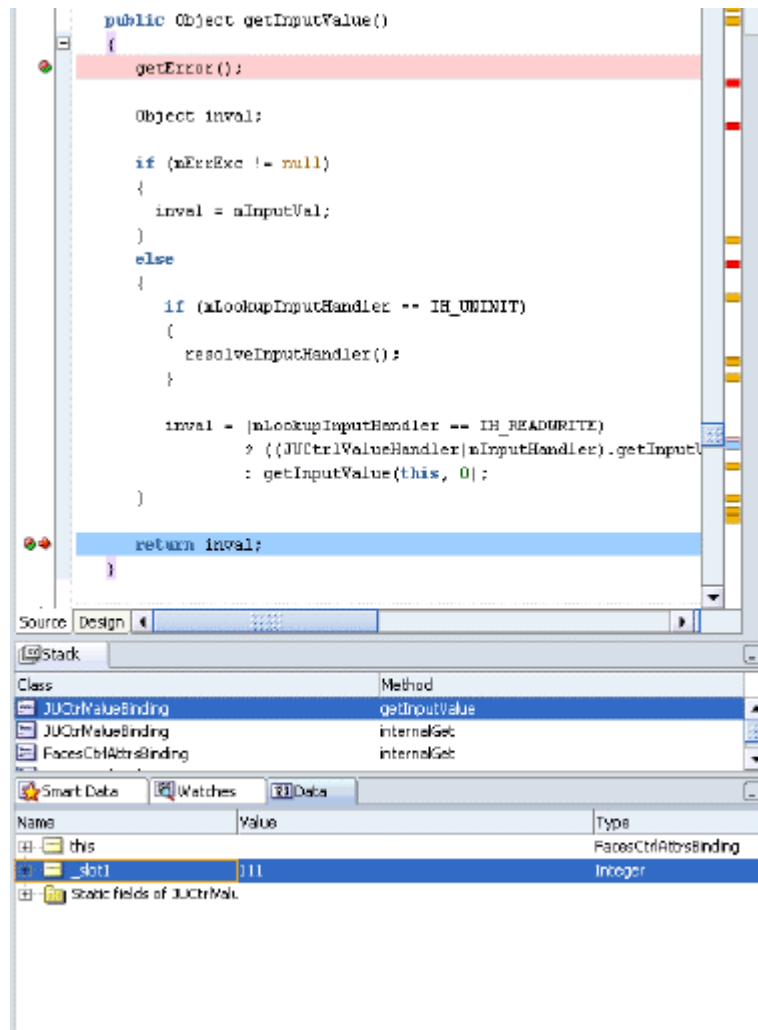 public Object getInputValue()
{
getError();
Object inval;
if (mErrExc != null)
{
inval = mInputVal;
}
else
{
if (mLookupInputHandler == IH_UNINIT)
{
resolveInputHandler();
}
inval = (mLookupInputHandler == IH_READWRITE)
? ((JUCtrlValueHandler)mInputHandler).getInputV
: getInputValue(this, 0);
}
return inval;
}
Source Design
Stack
Class Method
JUCtrlValueBinding getInputValue
JUCtrlValueBinding internalGet
FacesCtrlAttrsBinding internalGet
Smart Data Watches Data
Name Value Type
this FacesCtrlAttrsBinding
_slot1 111 Integer
Static fields of JUCtrlValu